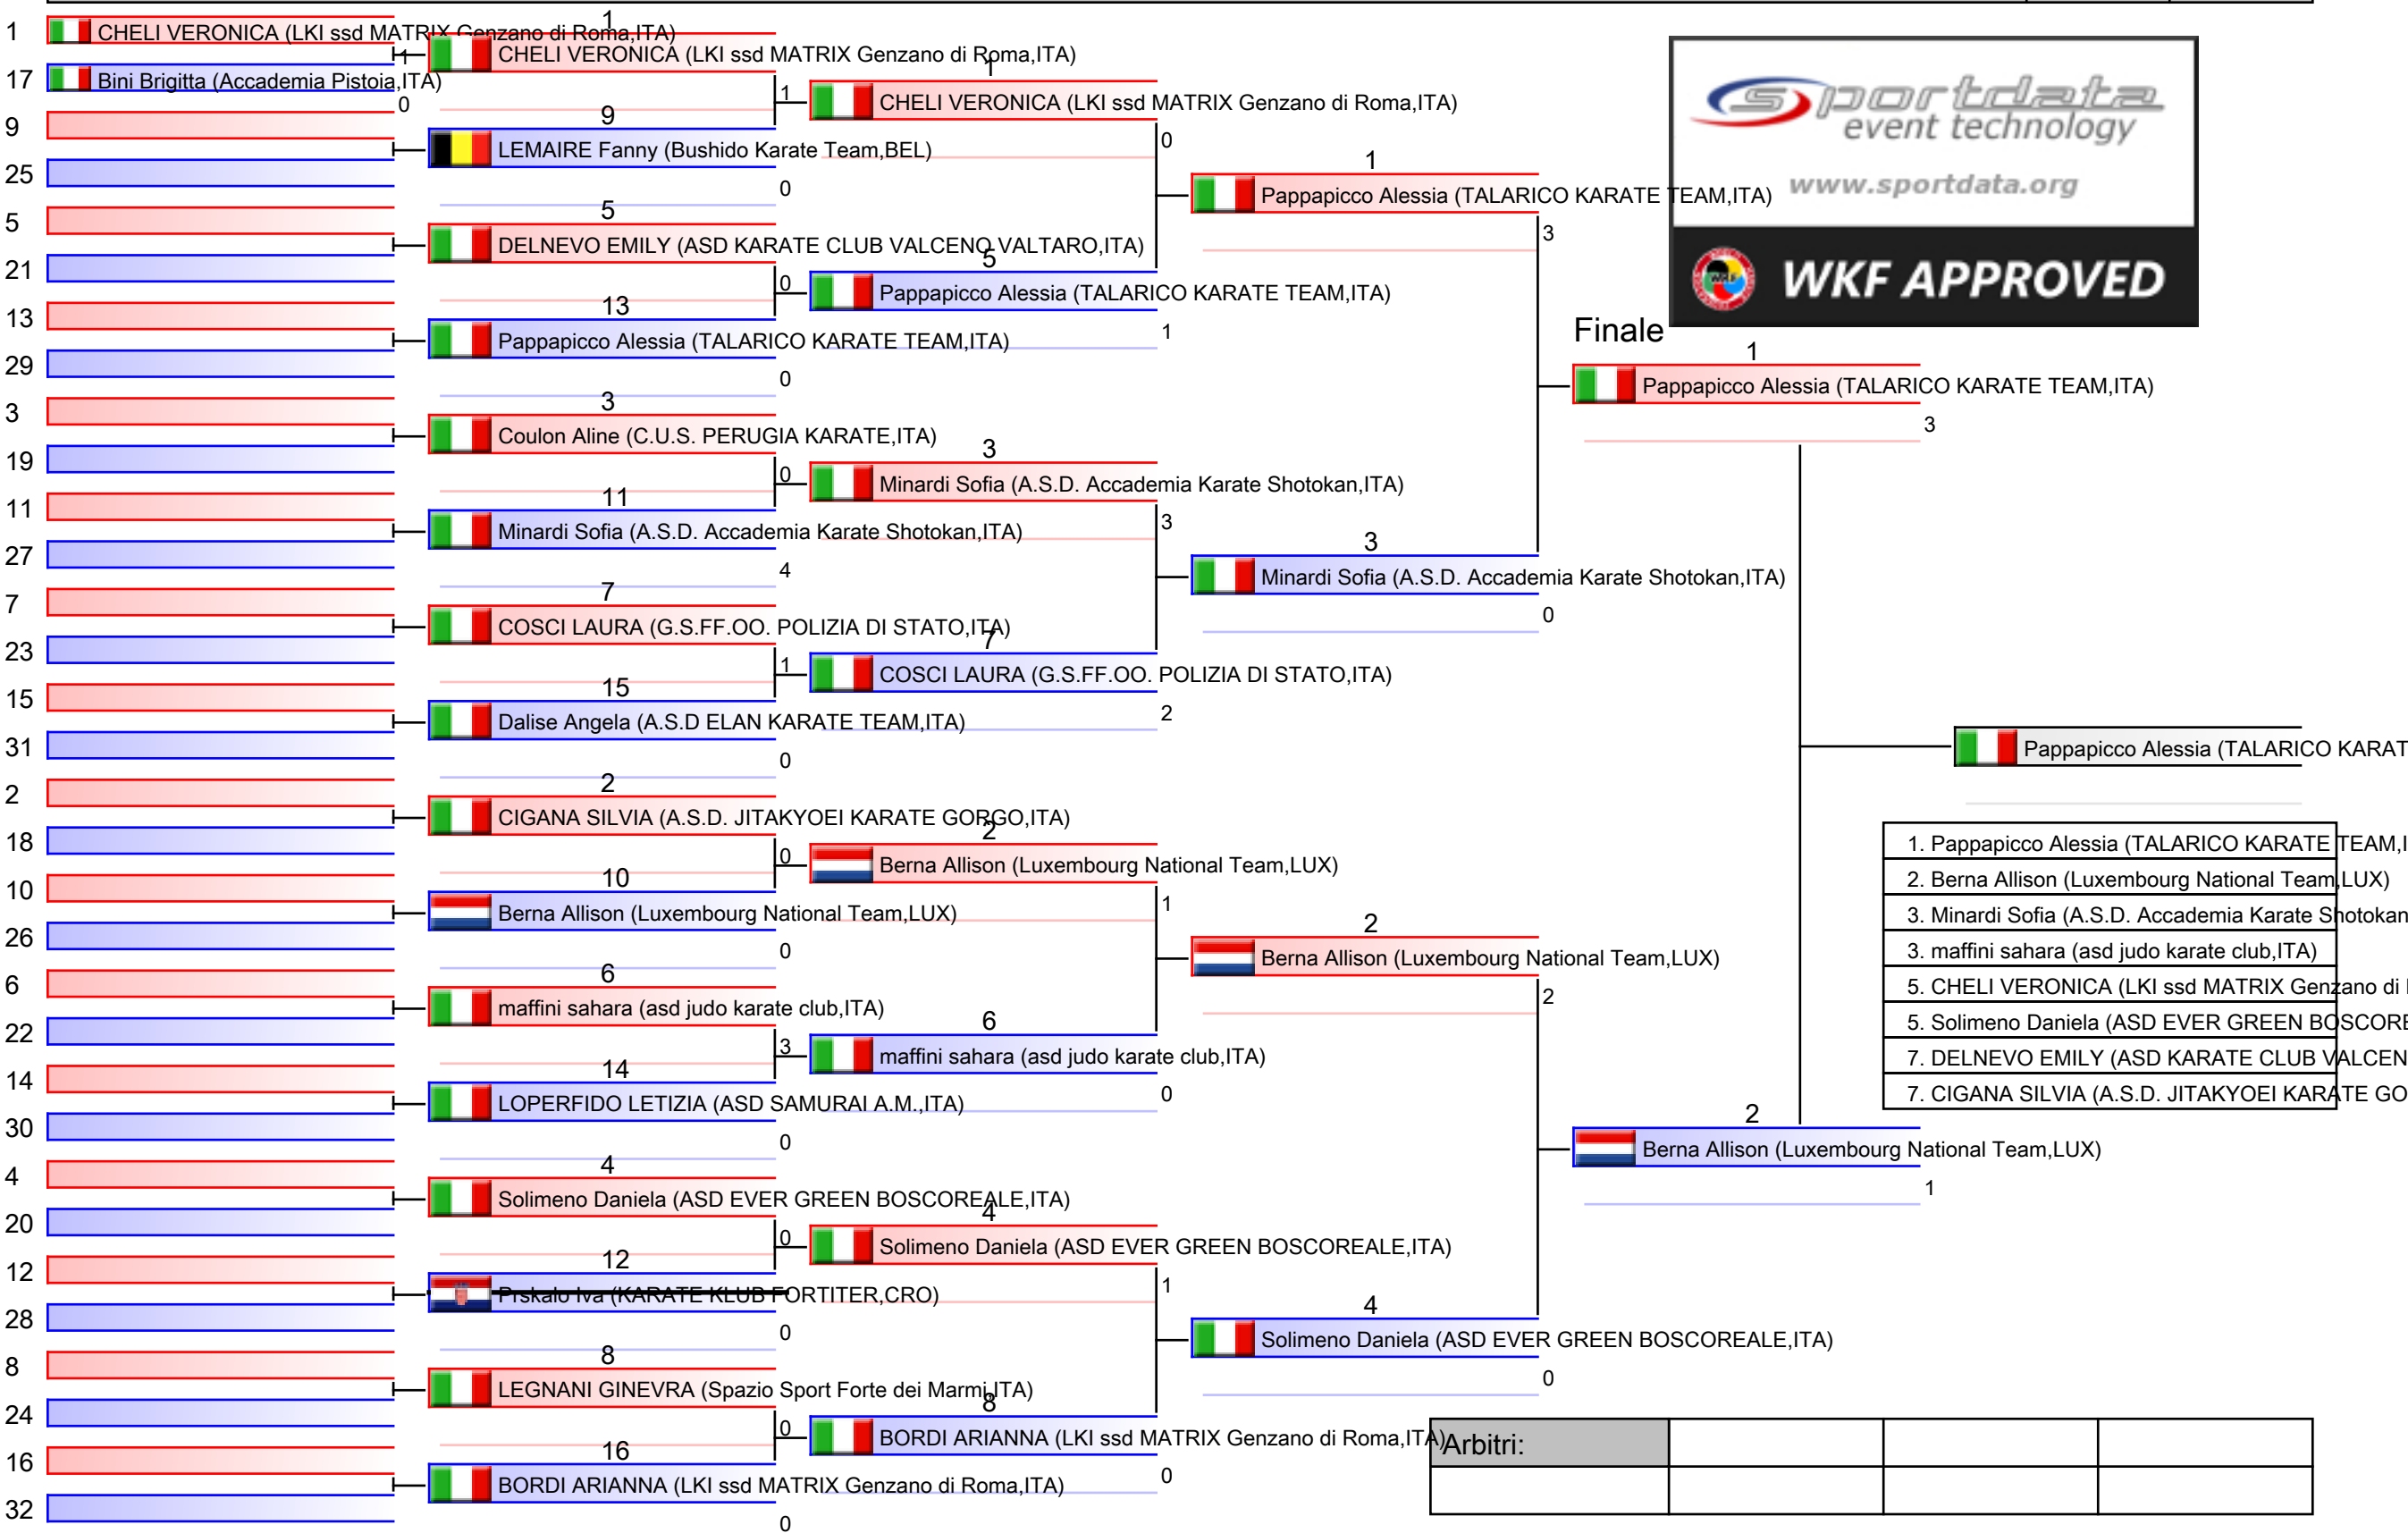 1 CHELI VERONICA (LKI ssd MATRIX Genzano di Roma,ITA)
1
17 Bini Brigitta (Accademia Pistoia,ITA)
0
9
25
5
21
13
29
3
19
11
27
7
23
15
31
2
18
10
26
6
22
14
30
4
20
12
28
8
24
16
32
1
CHELI VERONICA (LKI ssd MATRIX Genzano di Roma,ITA)
1
9
LEMAIRE Fanny (Bushido Karate Team,BEL)
0
5
DELNEVO EMILY (ASD KARATE CLUB VALCENO VALTARO,ITA)
0
13
Pappapicco Alessia (TALARICO KARATE TEAM,ITA)
0
3
Coulon Aline (C.U.S. PERUGIA KARATE,ITA)
0
11
Minardi Sofia (A.S.D. Accademia Karate Shotokan,ITA)
4
7
COSCI LAURA (G.S.FF.OO. POLIZIA DI STATO,ITA)
1
15
Dalise Angela (A.S.D ELAN KARATE TEAM,ITA)
0
2
CIGANA SILVIA (A.S.D. JITAKYOEI KARATE GORGO,ITA)
0
10
Berna Allison (Luxembourg National Team,LUX)
0
6
maffini sahara (asd judo karate club,ITA)
3
14
LOPERFIDO LETIZIA (ASD SAMURAI A.M.,ITA)
0
4
Solimeno Daniela (ASD EVER GREEN BOSCOREALE,ITA)
0
12
Prskalo Iva (KARATE KLUB FORTITER,CRO)
0
8
LEGNANI GINEVRA (Spazio Sport Forte dei Marmi,ITA)
0
16
BORDI ARIANNA (LKI ssd MATRIX Genzano di Roma,ITA)
0
1
CHELI VERONICA (LKI ssd MATRIX Genzano di Roma,ITA)
0
5
Pappapicco Alessia (TALARICO KARATE TEAM,ITA)
1
3
Minardi Sofia (A.S.D. Accademia Karate Shotokan,ITA)
3
7
COSCI LAURA (G.S.FF.OO. POLIZIA DI STATO,ITA)
2
2
Berna Allison (Luxembourg National Team,LUX)
1
6
maffini sahara (asd judo karate club,ITA)
0
4
Solimeno Daniela (ASD EVER GREEN BOSCOREALE,ITA)
1
8
BORDI ARIANNA (LKI ssd MATRIX Genzano di Roma,ITA)
0
1
Pappapicco Alessia (TALARICO KARATE TEAM,ITA)
3
3
Minardi Sofia (A.S.D. Accademia Karate Shotokan,ITA)
0
2
Berna Allison (Luxembourg National Team,LUX)
2
4
Solimeno Daniela (ASD EVER GREEN BOSCOREALE,ITA)
0
sportdata
event technology
www.sportdata.org
WKF APPROVED
Finale
1
Pappapicco Alessia (TALARICO KARATE TEAM,ITA)
3
2
Berna Allison (Luxembourg National Team,LUX)
1
Pappapicco Alessia (TALARICO KARAT
1. Pappapicco Alessia (TALARICO KARATE TEAM,I
2. Berna Allison (Luxembourg National Team,LUX)
3. Minardi Sofia (A.S.D. Accademia Karate Shotokan
3. maffini sahara (asd judo karate club,ITA)
5. CHELI VERONICA (LKI ssd MATRIX Genzano di
5. Solimeno Daniela (ASD EVER GREEN BOSCORE
7. DELNEVO EMILY (ASD KARATE CLUB VALCEN
7. CIGANA SILVIA (A.S.D. JITAKYOEI KARATE GO
Arbitri: